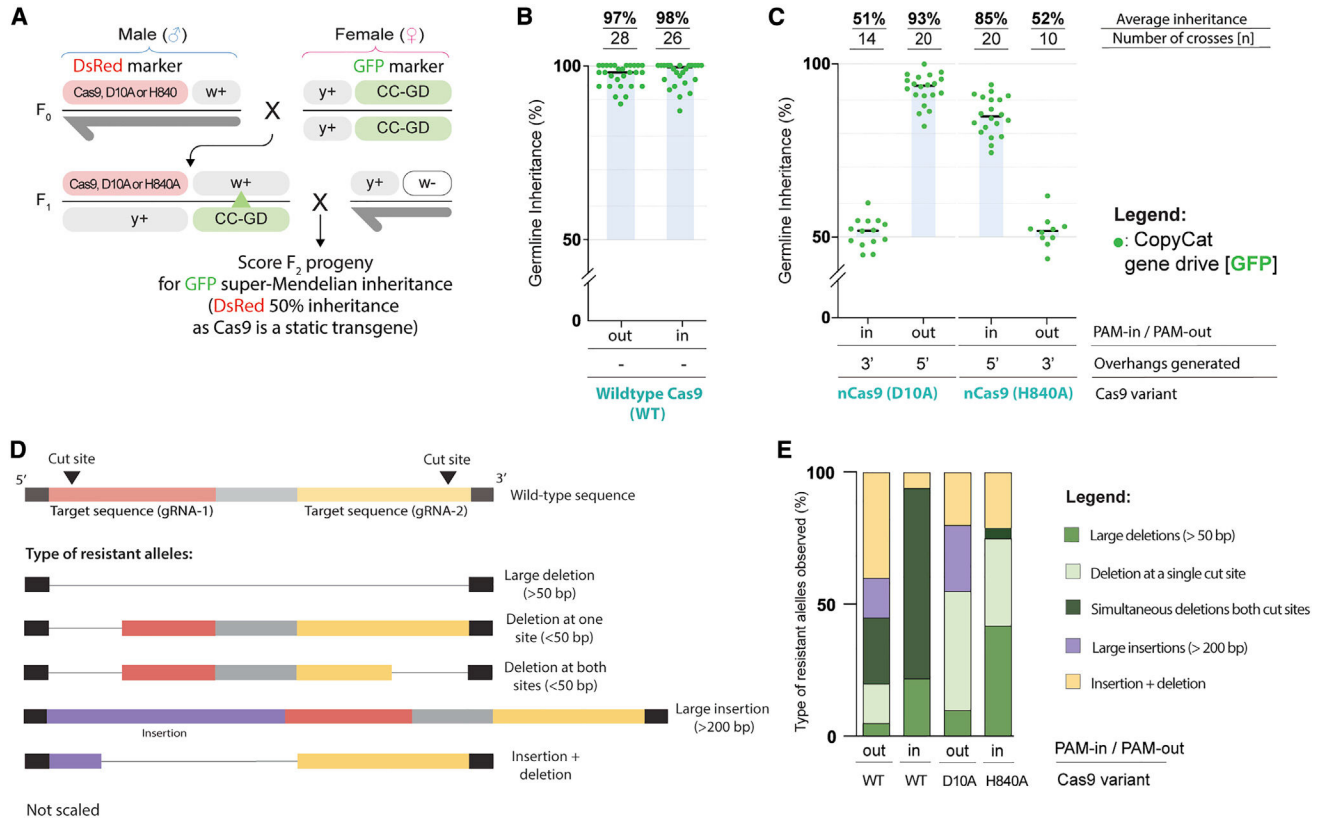 A
Male (♂)
Female (♀)
DsRed marker
GFP marker
Cas9, D10A or H840
w+
y+
CC-GD
F0
X
y+
CC-GD
Cas9, D10A or H840A
w+
y+
w-
F1
X
y+
CC-GD
Score F2 progeny
for GFP super-Mendelian inheritance
(DsRed 50% inheritance
as Cas9 is a static transgene)
B
97%
98%
28
26
Germline Inheritance (%)
100
50
0
out
in
-
-
Wildtype Cas9
(WT)
C
51%
93%
85%
52%
Average inheritance
14
20
20
10
Number of crosses [n]
Germline Inheritance (%)
100
50
0
Legend:
: CopyCat
gene drive [GFP]
in
out
in
out
PAM-in / PAM-out
3’
5’
5’
3’
Overhangs generated
nCas9 (D10A)
nCas9 (H840A)
Cas9 variant
D
Cut site
Cut site
5’
3’
Wild-type sequence
Target sequence (gRNA-1)
Target sequence (gRNA-2)
Type of resistant alleles:
Large deletion
(>50 bp)
Deletion at one
site (<50 bp)
Deletion at both
sites (<50 bp)
Large insertion
(>200 bp)
Insertion
Insertion +
deletion
Not scaled
E
Type of resistant alelles observed (%)
100
50
0
Legend:
Large deletions (> 50 bp)
Deletion at a single cut site
Simultaneous deletions both cut sites
Large insertions (> 200 bp)
Insertion + deletion
out
in
out
in
PAM-in / PAM-out
WT
WT
D10A
H840A
Cas9 variant